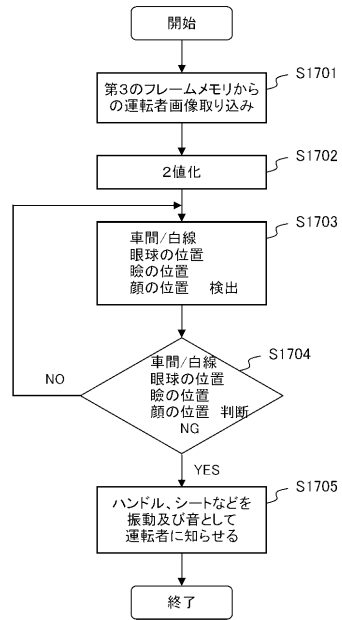 開始
S1701
第3のフレームメモリから
の運転者画像取り込み
S1702
2値化
S1703
車間/白線
眼球の位置
瞼の位置
顔の位置 検出
S1704
車間/白線
眼球の位置
瞼の位置
顔の位置 判断
NG
NO
YES
S1705
ハンドル、シートなどを
振動及び音として
運転者に知らせる
終了